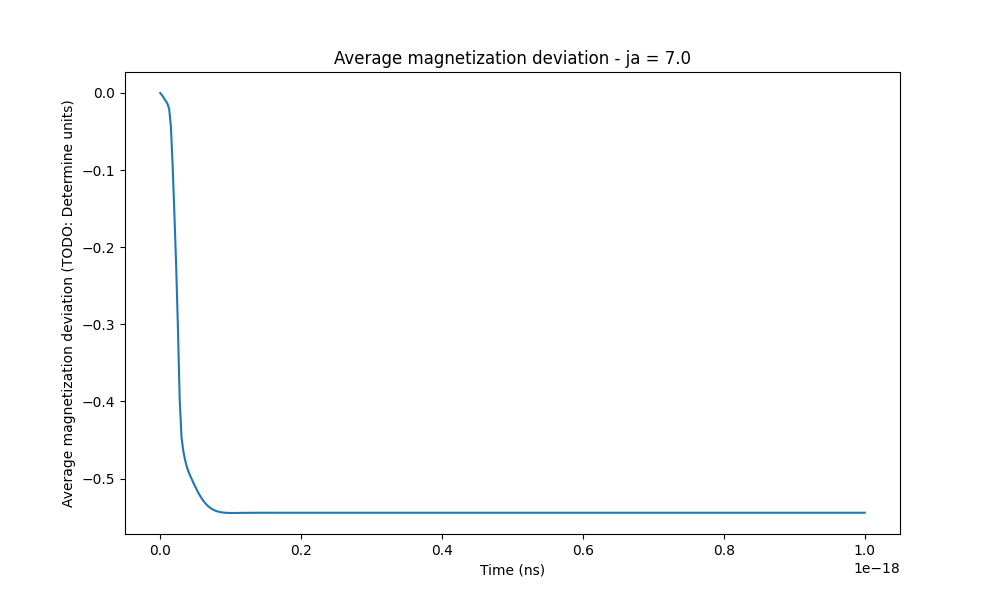 Average magnetization deviation - ja = 7.0
Average magnetization deviation (TODO: Determine units)
0.0
−0.1
−0.2
−0.3
−0.4
−0.5
0.0 0.2 0.4 0.6 0.8 1.0
1e−18
Time (ns)